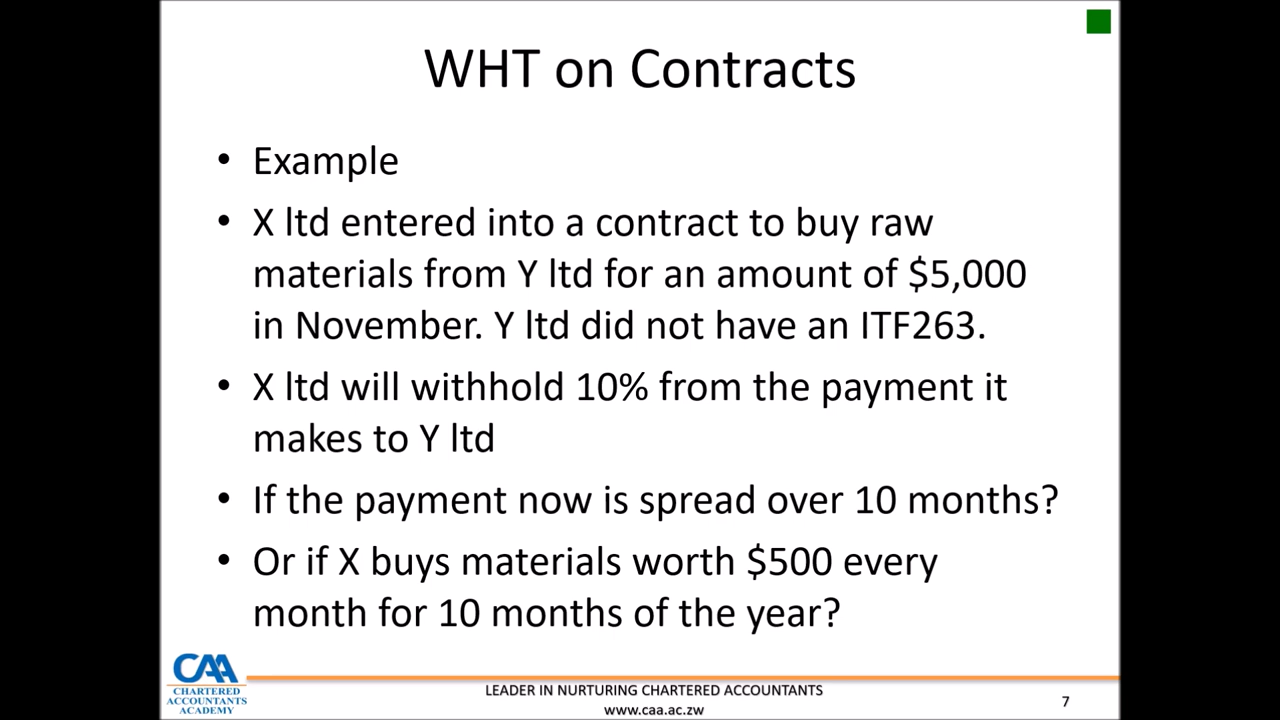 WHT on Contracts
• Example
• X ltd entered into a contract to buy raw
materials from Y ltd for an amount of $5,000
in November. Y ltd did not have an ITF263.
• X ltd will withhold 10% from the payment it
makes to Y ltd
• If the payment now is spread over 10 months?
• Or if X buys materials worth $500 every
month for 10 months of the year?
CAA
CHARTERED
ACCOUNTANTS
ACADEMY
LEADER IN NURTURING CHARTERED ACCOUNTANTS
www.caa.ac.zw
7